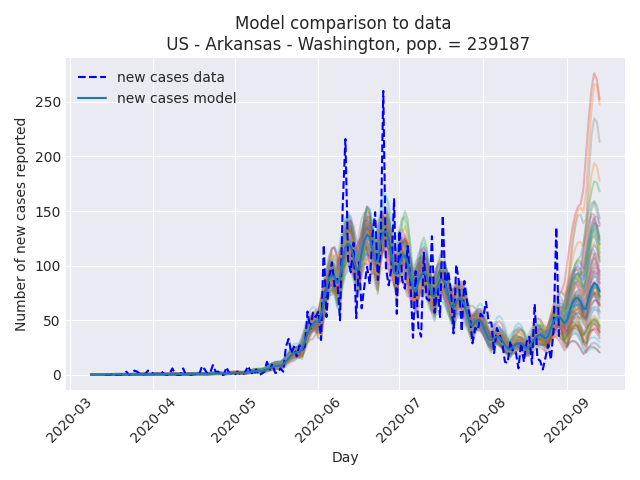 Model comparison to data
US - Arkansas - Washington, pop. = 239187
new cases data
new cases model
Number of new cases reported
250
200
150
100
50
0
2020-03
2020-04
2020-05
2020-06
2020-07
2020-08
2020-09
Day